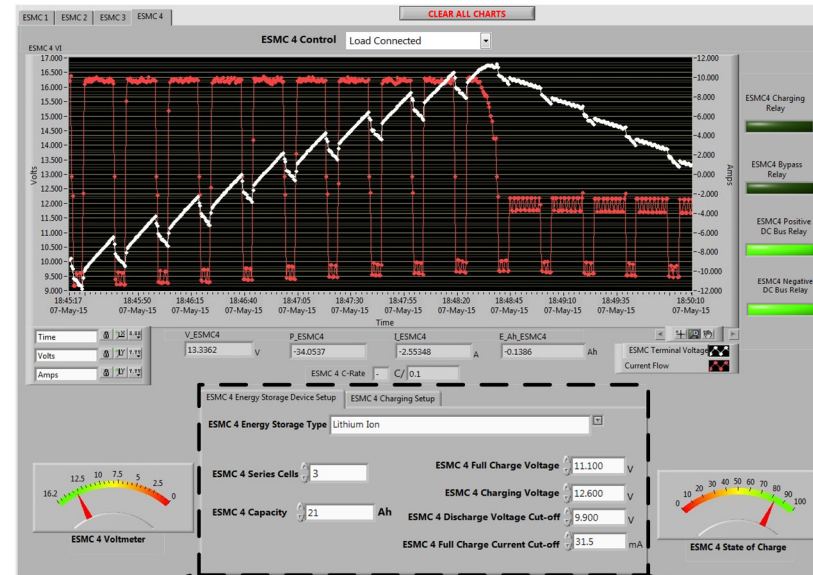 ESMC 1 ESMC 2 ESMC 3 ESMC 4
CLEAR ALL CHARTS
ESMC 4 Control Load Connected
ESMC 4 VI
17.000
16.500
16.000
15.500
15.000
14.500
14.000
13.500
13.000
12.500
12.000
11.500
11.000
10.500
10.000
9.500
9.000
Volts
12.000
10.000
8.000
6.000
4.000
2.000
0.000
-2.000
-4.000
-6.000
-8.000
-10.000
-12.000
Amps
18:45:17 18:45:50 18:46:15 18:46:40 18:47:05 18:47:30 18:47:55 18:48:20 18:48:45 18:49:10 18:49:35 18:50:10
07-May-15 07-May-15 07-May-15 07-May-15 07-May-15 07-May-15 07-May-15 07-May-15 07-May-15 07-May-15 07-May-15 07-May-15
Time
ESMC4 Charging
Relay
ESMC4 Bypass
Relay
ESMC4 Positive
DC Bus Relay
ESMC4 Negative
DC Bus Relay
Time
Volts
Amps
V_ESMC4 P_ESMC4 I_ESMC4 E_Ah_ESMC4
13.3362 V -34.0537 -2.55348 A -0.1386 Ah
ESMC 4 C-Rate - C/ 0.1
ESMC Terminal Voltage
Current Flow
ESMC 4 Energy Storage Device Setup ESMC 4 Charging Setup
ESMC 4 Energy Storage Type Lithium Ion
ESMC 4 Series Cells 3
ESMC 4 Capacity 21 Ah
ESMC 4 Full Charge Voltage 11.100 V
ESMC 4 Charging Voltage 12.600 V
ESMC 4 Discharge Voltage Cut-off 9.900 V
ESMC 4 Full Charge Current Cut-off 31.5 mA
16.2 12.5 10 7.5 5 2.5 0
ESMC 4 Voltmeter
0 10 20 30 40 50 60 70 80 90 100
ESMC 4 State of Charge